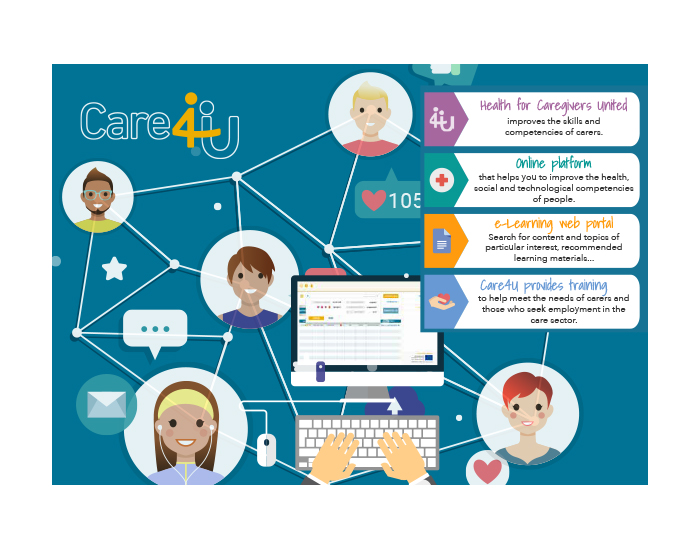 Care4U
105
4U
Health for Caregivers United
improves the skills and
competencies of carers.
Online platform
that helps you to improve the health,
social and technological competencies
of people.
e-Learning web portal
Search for content and topics of
particular interest, recommended
learning materials...
Care4U provides training
to help meet the needs of carers and
those who seek employment in the
care sector.